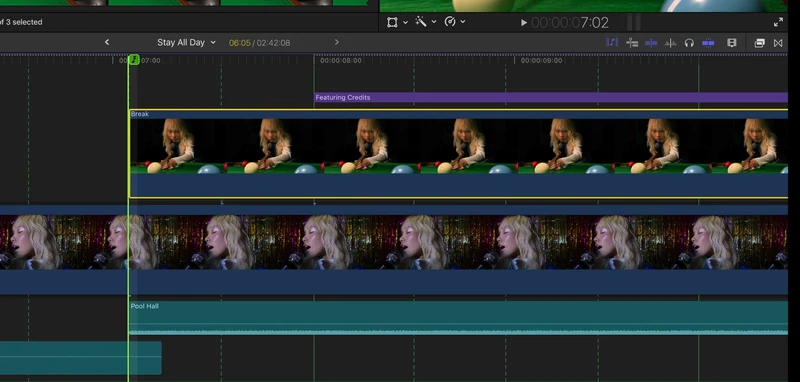 of 3 selected
00:00:00:07:02
Stay All Day
06:05 / 02:42:08
07:00
00:00:08:00
00:00:09:00
Featuring Credits
Break
Pool Hall